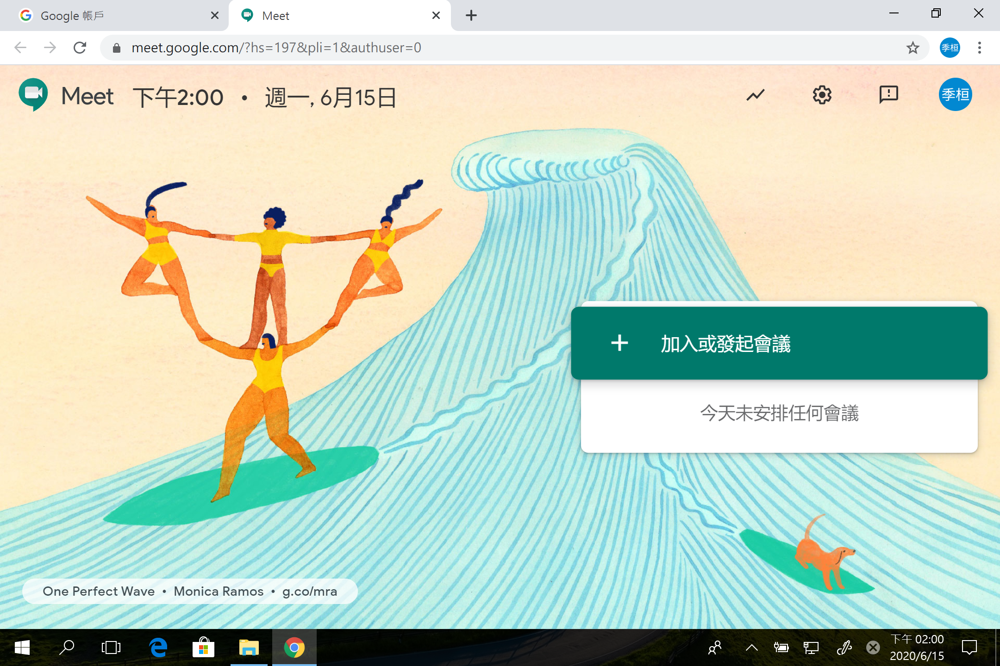 Google 帳戶
Meet
meet.google.com/?hs=197&pli=1&authuser=0
季桓
Meet 下午2:00 • 週一, 6月15日
季桓
加入或發起會議
今天未安排任何會議
One Perfect Wave • Monica Ramos • g.co/mra
下午 02:00
2020/6/15